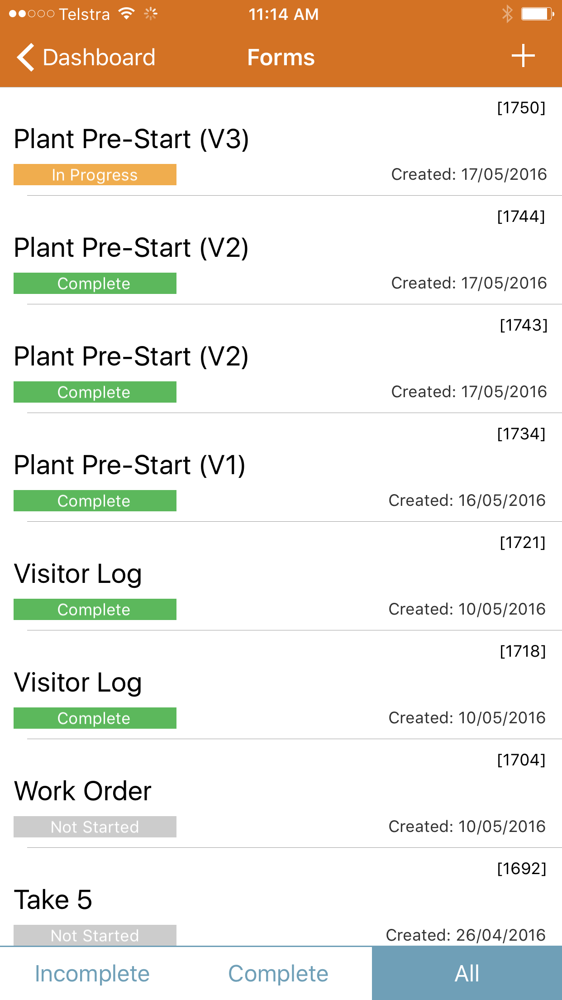 Telstra 11:14 AM
Dashboard Forms +
[1750]
Plant Pre-Start (V3)
In Progress Created: 17/05/2016
[1744]
Plant Pre-Start (V2)
Complete Created: 17/05/2016
[1743]
Plant Pre-Start (V2)
Complete Created: 17/05/2016
[1734]
Plant Pre-Start (V1)
Complete Created: 16/05/2016
[1721]
Visitor Log
Complete Created: 10/05/2016
[1718]
Visitor Log
Complete Created: 10/05/2016
[1704]
Work Order
Not Started Created: 10/05/2016
[1692]
Take 5
Not Started Created: 26/04/2016
Incomplete Complete All